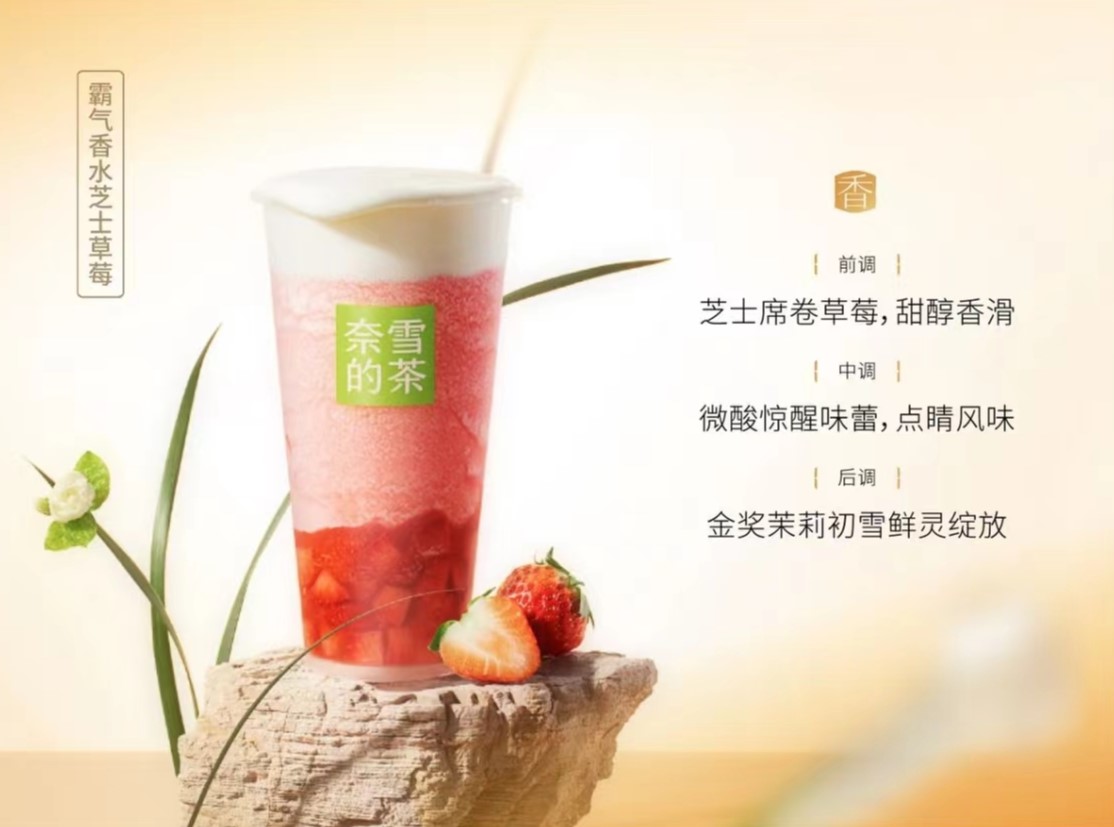 霸气香水芝士草莓
奈雪
的茶
香
前调
芝士席卷草莓，甜醇香滑
中调
微酸惊醒味蕾，点睛风味
后调
金奖茉莉初雪鲜灵绽放